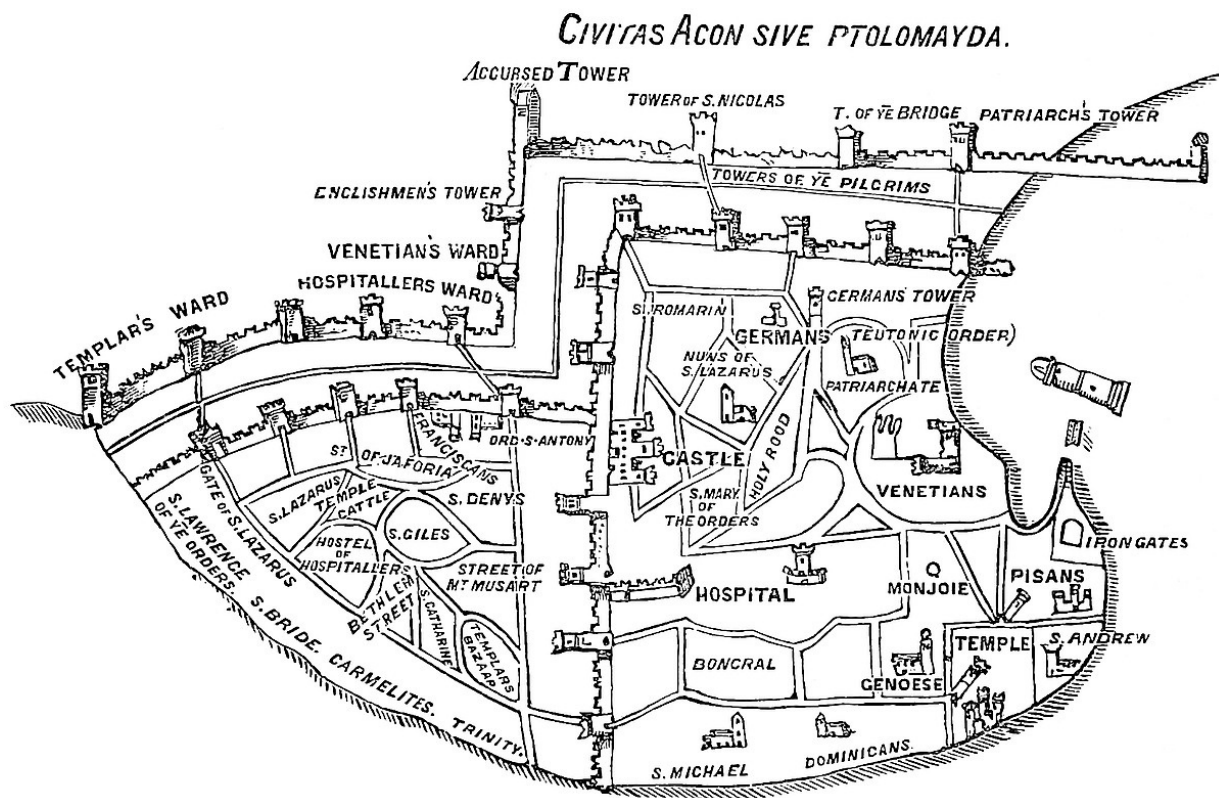 CIVITAS ACON SIVE PTOLOMAYDA.
ACCURSED TOWER
TOWER OF S. NICOLAS
T. OF YE BRIDGE
PATRIARCH'S TOWER
TOWERS OF YE PILGRIMS
ENGLISHMEN'S TOWER
VENETIAN'S WARD
HOSPITALLERS WARD
TEMPLAR'S WARD
GERMANS' TOWER
S. ROMARIN
GERMANS
TEUTONIC ORDER)
NUNS OF
S. LAZARUS
PATRIARCHATE
FRANCISCANS
ORD. S. ANTONY
CASTLE
HOLY ROOD
ST OF JAFORIA
S. LAZARUS
TEMPLE
CATTLE
S. DENYS
S. MARY
OF
THE ORDERS
VENETIANS
GATE OF S. LAZARUS
S. LAWRENCE
OF YE ORDERS. S. BRIDE. CARMELITES. TRINITY.
HOSTEL
OF
HOSPITALLERS
S. GILES
IRON GATES
STREET OF
MT MUSART
BETHLEM
STREET
S. CATHARINE
TEMPLARS
BAZAAR
HOSPITAL
MONJOIE
PISANS
TEMPLE
S. ANDREW
BONCRAL
GENOESE
S. MICHAEL
DOMINICANS.